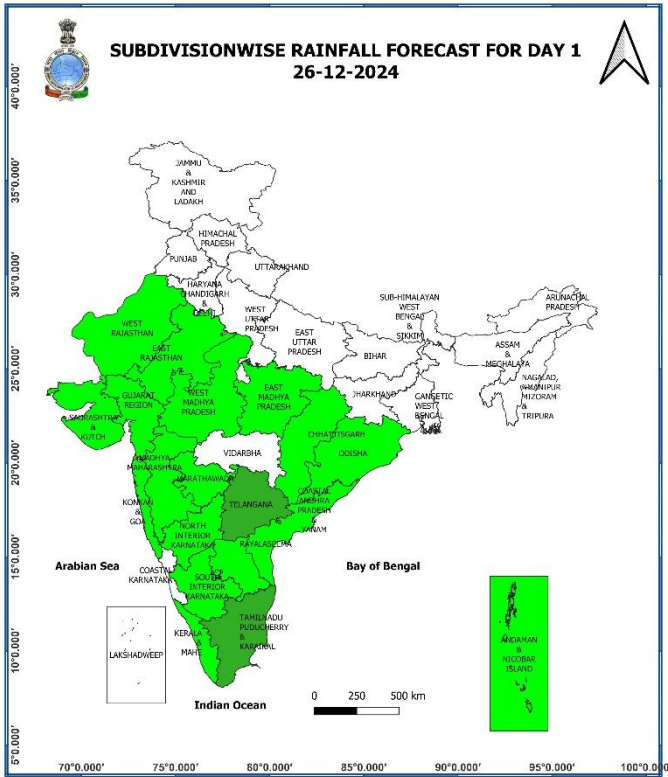 SUBDIVISIONWISE RAINFALL FORECAST FOR DAY 1
26-12-2024
40°0.000'
35°0.000'
30°0.000'
25°0.000'
20°0.000'
15°0.000'
10°0.000'
5°0.000'
JAMMU
&
KASHMIR
AND
LADAKH
HIMACHAL
PRADESH
PUNJAB
UTTARAKHAND
HARYANA
CHANDIGARH
&
DELHI
WEST
UTTAR
PRADESH
EAST
UTTAR
PRADESH
SUB-HIMALAYAN
WEST
BENGAL
&
SIKKIM
ARUNACHAL
PRADESH
ASSAM
&
MEGHALAYA
MIZORAM
&
TRIPURA
WEST
RAJASTHAN
EAST
RAJASTHAN
BIHAR
JHARKHAND
GANGETIC
WEST
BENGAL
GUJARAT
REGION
WEST
MADHYA
PRADESH
EAST
MADHYA
PRADESH
SAURASHTRA
&
KUTCH
CHHATTISGARH
ODISHA
VIDARBHA
MADHYA
MAHARASHTRA
MARATHAWADA
TELANGANA
COASTAL
ANDHRA
PRADESH
&
YANAM
KONKAN
&
GOA
NORTH
INTERIOR
KARNATAKA
RAYALASEEMA
Arabian Sea
Bay of Bengal
COASTAL
KARNATAKA
SOUTH
INTERIOR
KARNATAKA
TAMILNADU
PUDUCHERRY
&
KARAIKAL
KERALA
&
MAHE
LAKSHADWEEP
ANDAMAN
&
NICOBAR
ISLAND
Indian Ocean
0 250 500 km
70°0.000' 75°0.000' 80°0.000' 85°0.000' 90°0.000' 95°0.000' 100°0.000